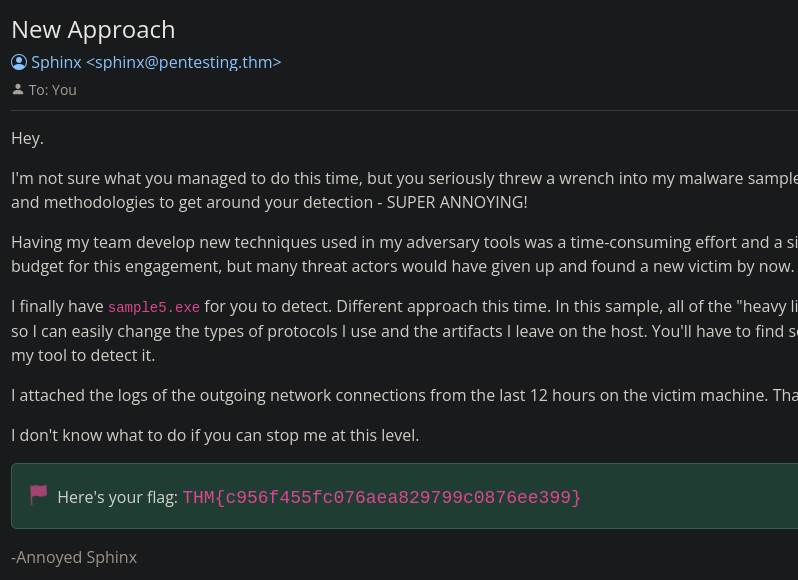 New Approach
Sphinx <sphinx@pentesting.thm>
To: You
Hey.
I'm not sure what you managed to do this time, but you seriously threw a wrench into my malware sample
and methodologies to get around your detection - SUPER ANNOYING!
Having my team develop new techniques used in my adversary tools was a time-consuming effort and a si
budget for this engagement, but many threat actors would have given up and found a new victim by now.
I finally have sample5.exe for you to detect. Different approach this time. In this sample, all of the "heavy li
so I can easily change the types of protocols I use and the artifacts I leave on the host. You'll have to find s
my tool to detect it.
I attached the logs of the outgoing network connections from the last 12 hours on the victim machine. Tha
I don't know what to do if you can stop me at this level.
Here's your flag: THM{c956f455fc076aea829799c0876ee399}
-Annoyed Sphinx